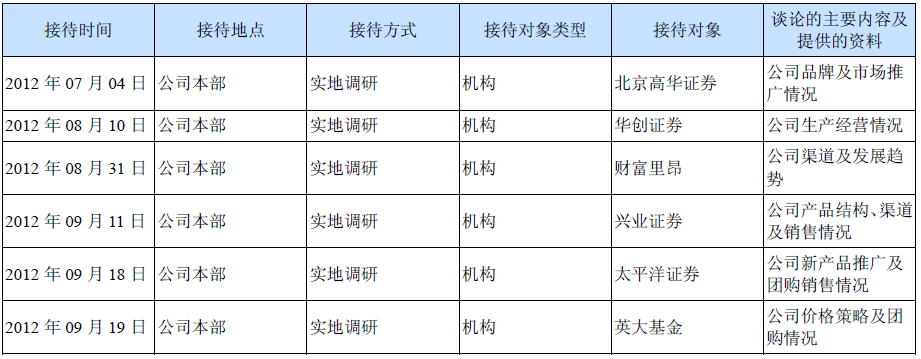 接待时间 接待地点 接待方式 接待对象类型 接待对象 谈论的主要内容及
提供的资料
2012 年 07 月 04 日 公司本部 实地调研 机构 北京高华证券 公司品牌及市场推
广情况
2012 年 08 月 10 日 公司本部 实地调研 机构 华创证券 公司生产经营情况
2012 年 08 月 31 日 公司本部 实地调研 机构 财富里昂 公司渠道及发展趋
势
2012 年 09 月 11 日 公司本部 实地调研 机构 兴业证券 公司产品结构、渠道
及销售情况
2012 年 09 月 18 日 公司本部 实地调研 机构 太平洋证券 公司新产品推广及
团购销售情况
2012 年 09 月 19 日 公司本部 实地调研 机构 英大基金 公司价格策略及团
购情况